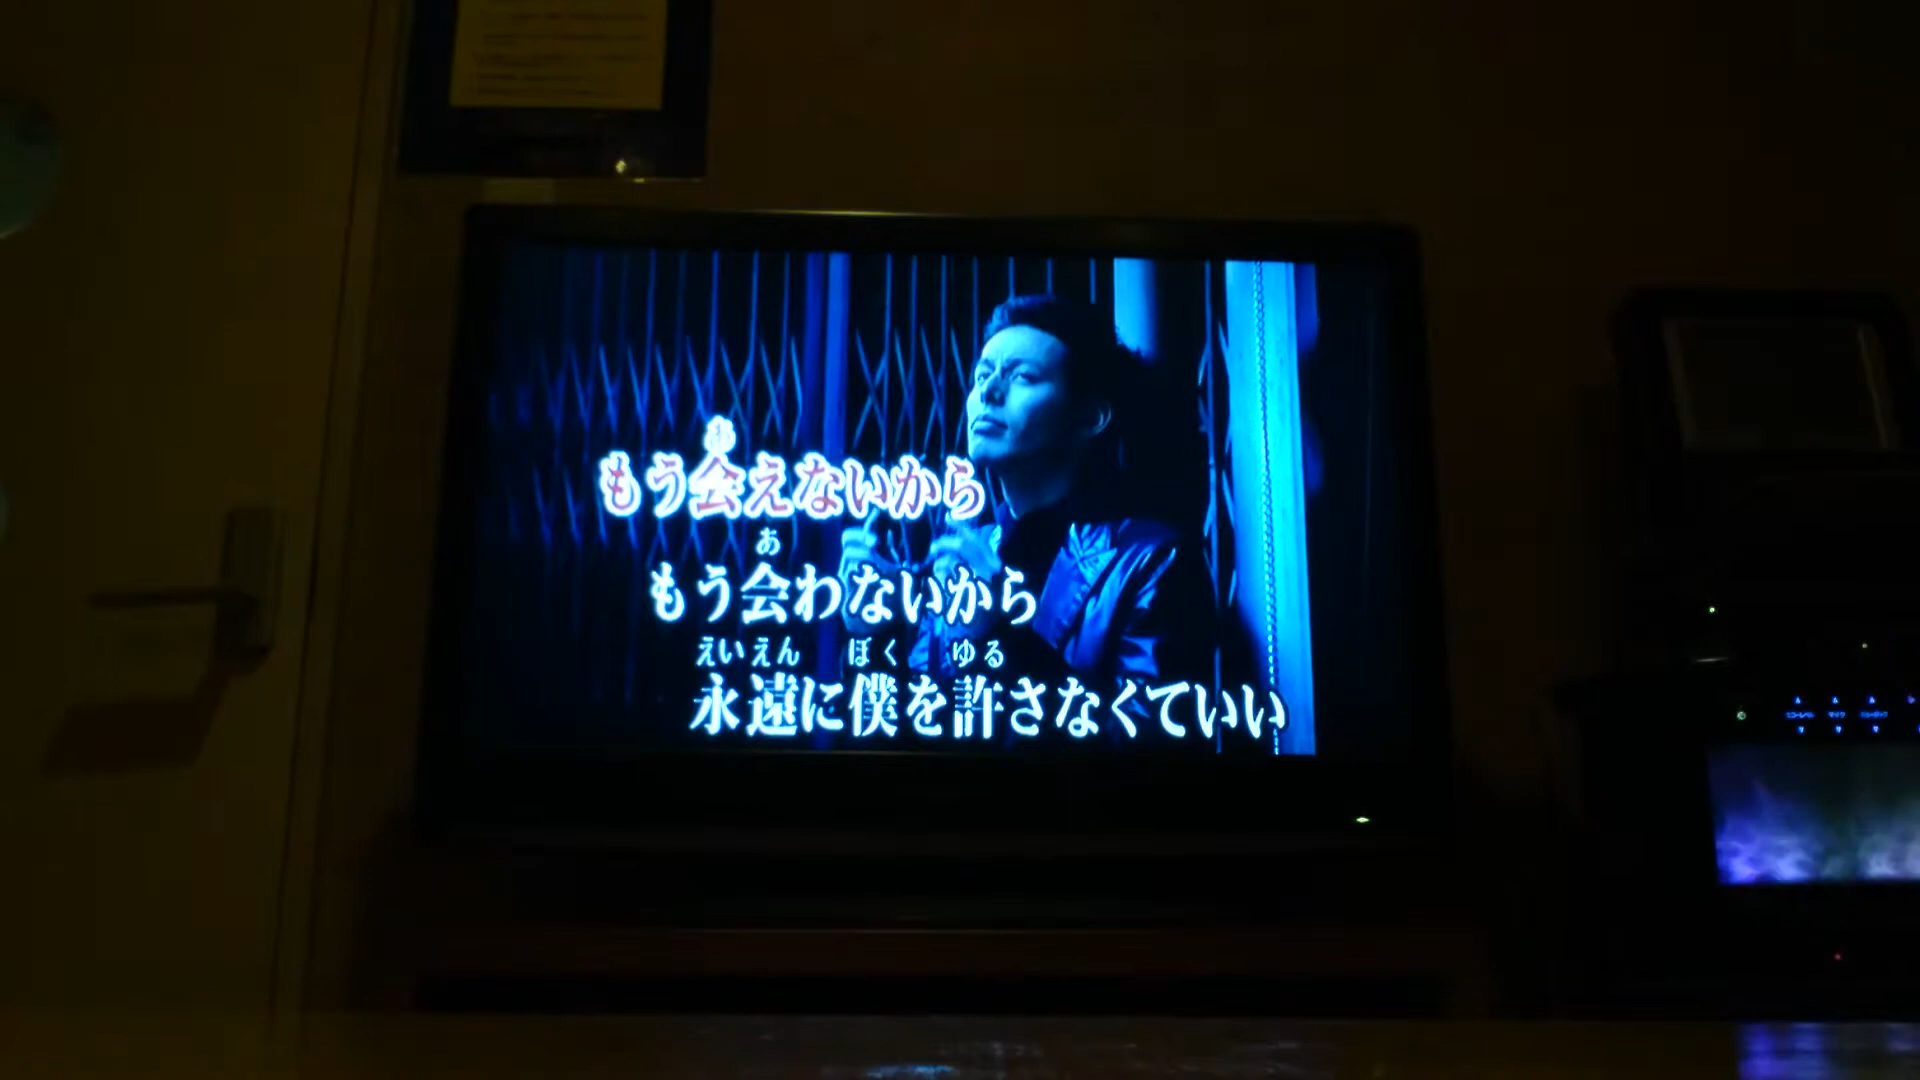 あ
もう会えないから
あ
もう会わないから
えいえん ぼく ゆる
永遠に僕を許さなくていい